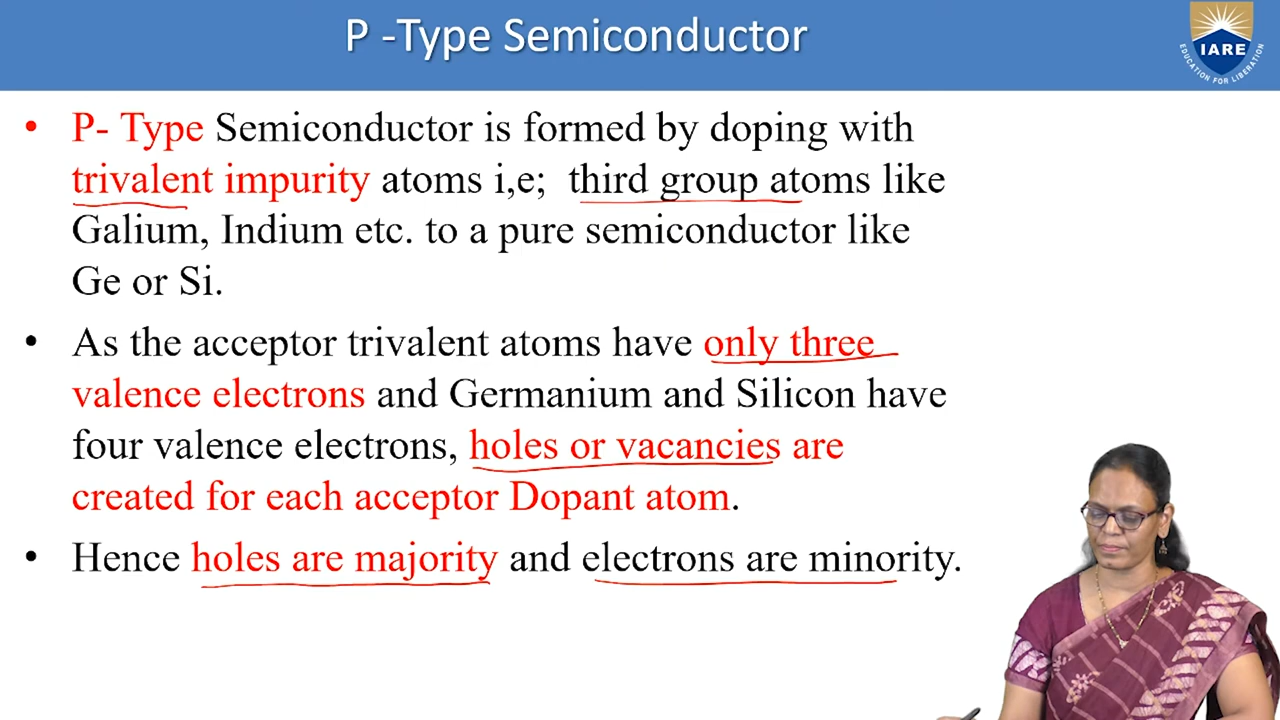 P -Type Semiconductor
IARE
EDUCATION FOR LIBERATION
• P- Type Semiconductor is formed by doping with
trivalent impurity atoms i,e; third group atoms like
Galium, Indium etc. to a pure semiconductor like
Ge or Si.
• As the acceptor trivalent atoms have only three
valence electrons and Germanium and Silicon have
four valence electrons, holes or vacancies are
created for each acceptor Dopant atom.
• Hence holes are majority and electrons are minority.